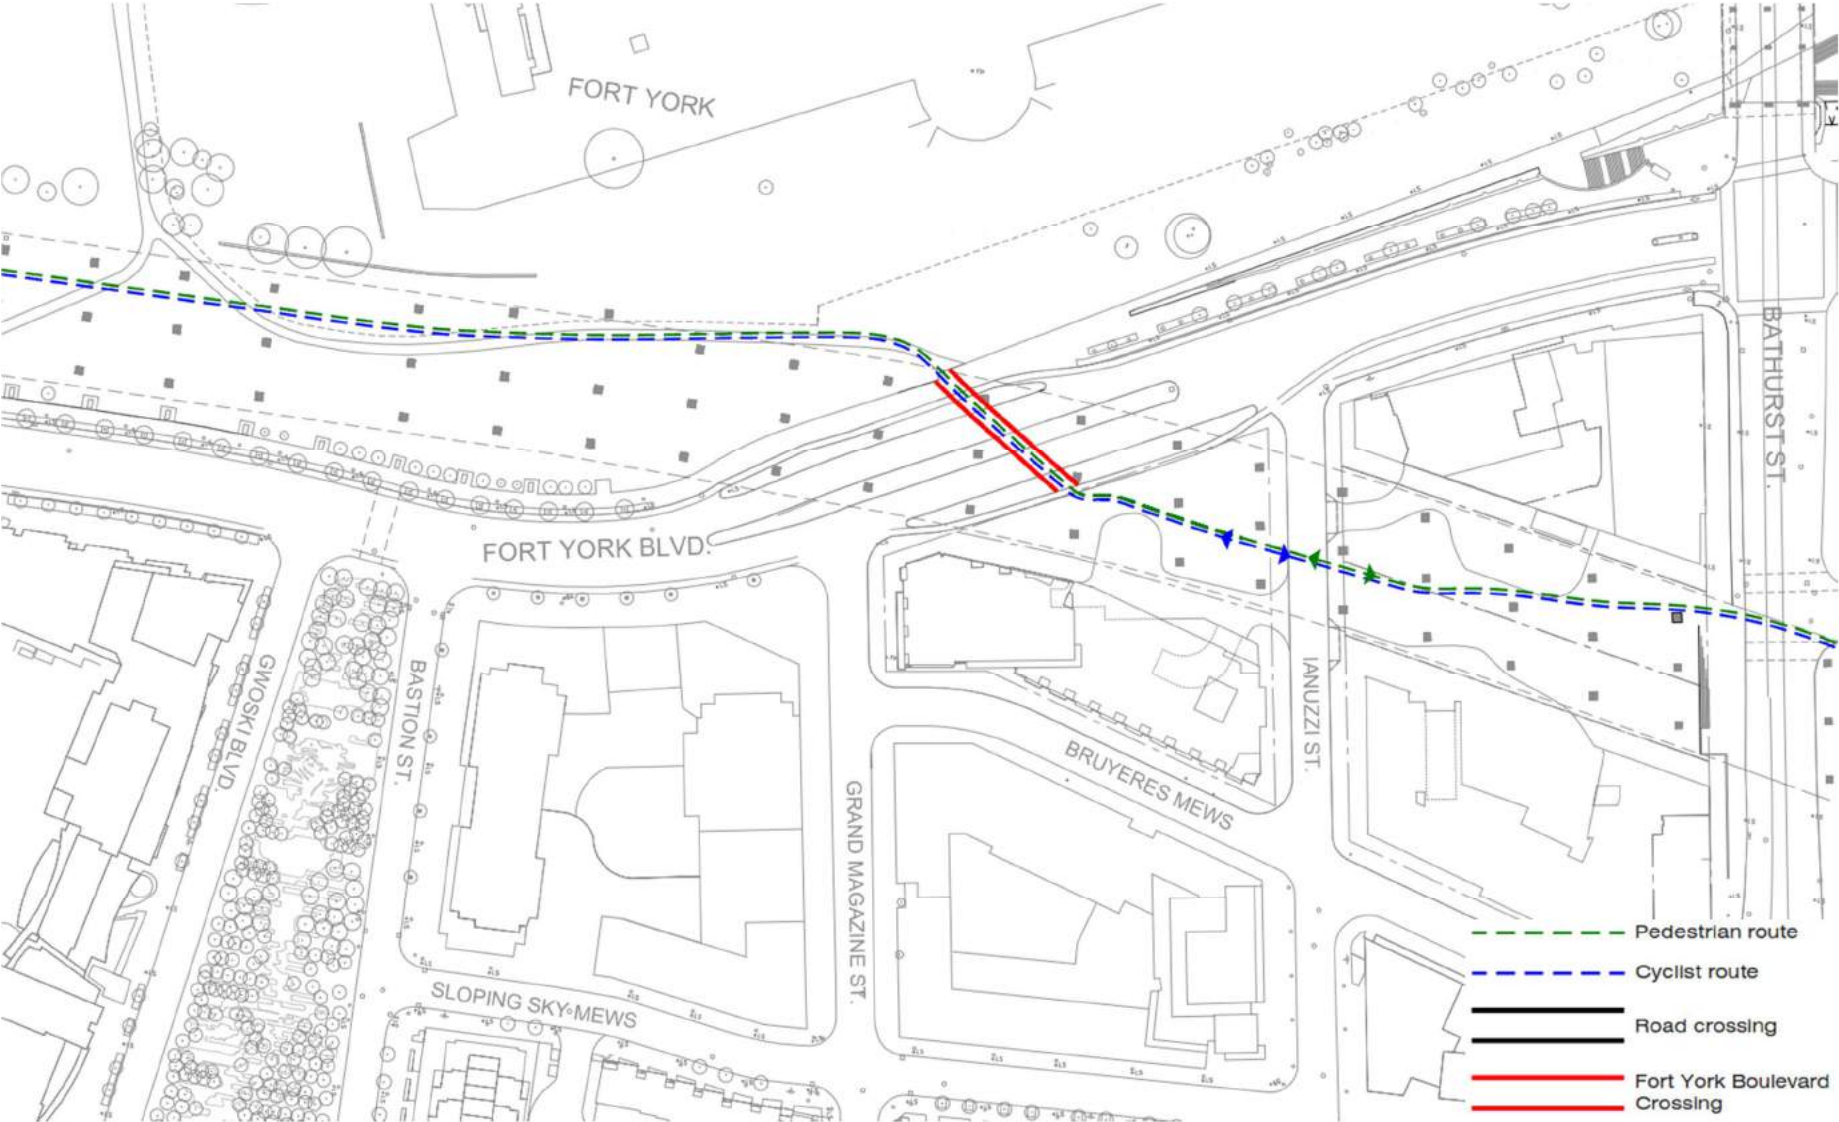 FORT YORK
BATHURST ST.
FORT YORK BLVD.
GWOSKI BLVD.
BASTION ST.
IANUZZI ST.
BRUYERES MEWS
GRAND MAGAZINE ST.
SLOPING SKY MEWS
Pedestrian route
Cyclist route
Road crossing
Fort York Boulevard
Crossing